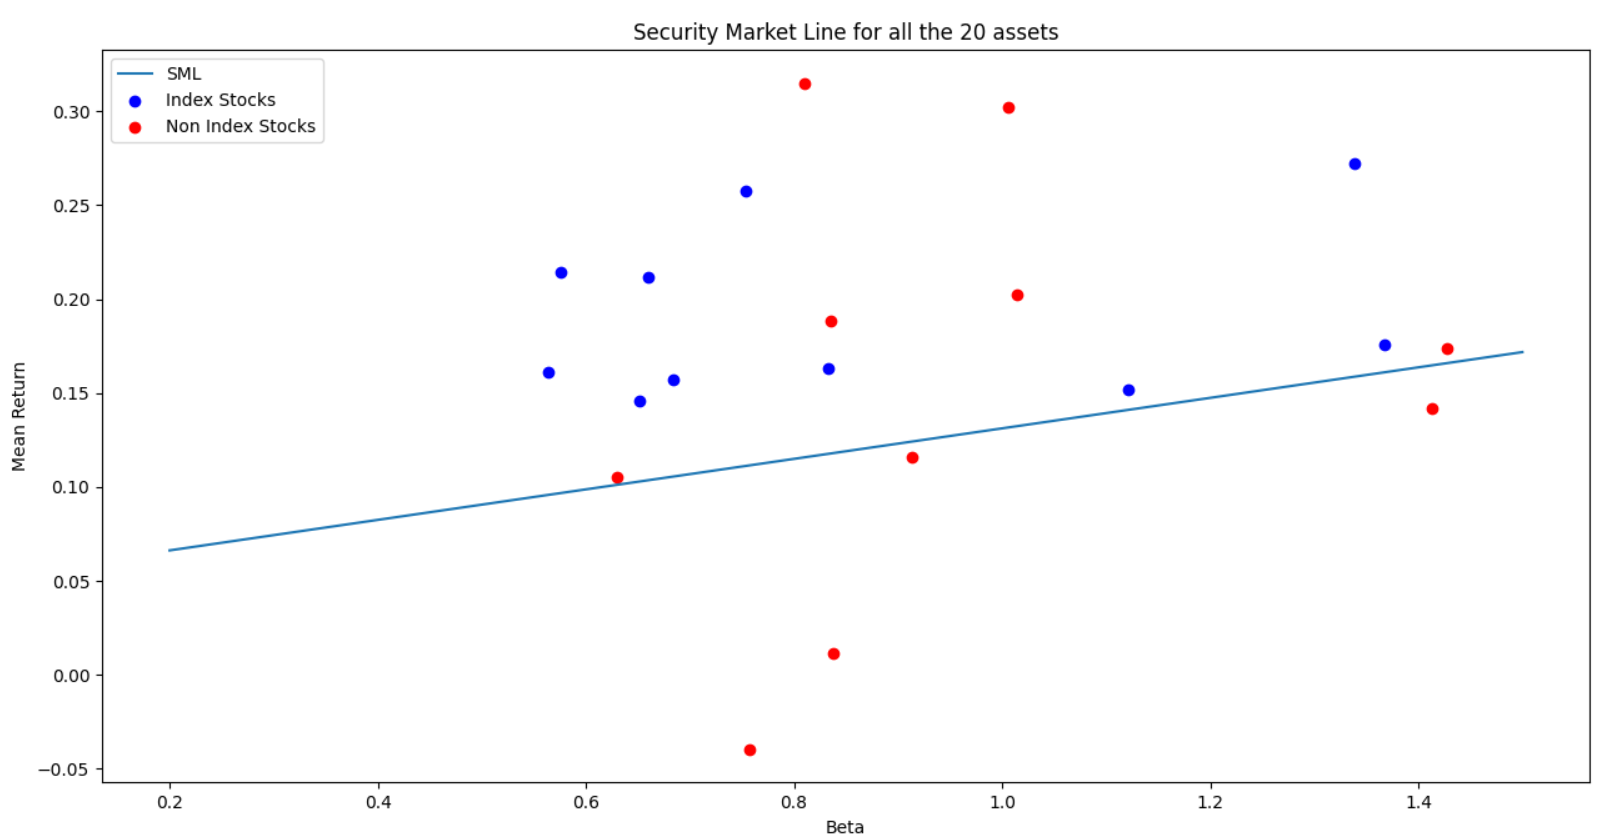 Security Market Line for all the 20 assets
SML
Index Stocks
Non Index Stocks
0.30
0.25
0.20
0.15
0.10
0.05
0.00
−0.05
Mean Return
0.2 0.4 0.6 0.8 1.0 1.2 1.4
Beta